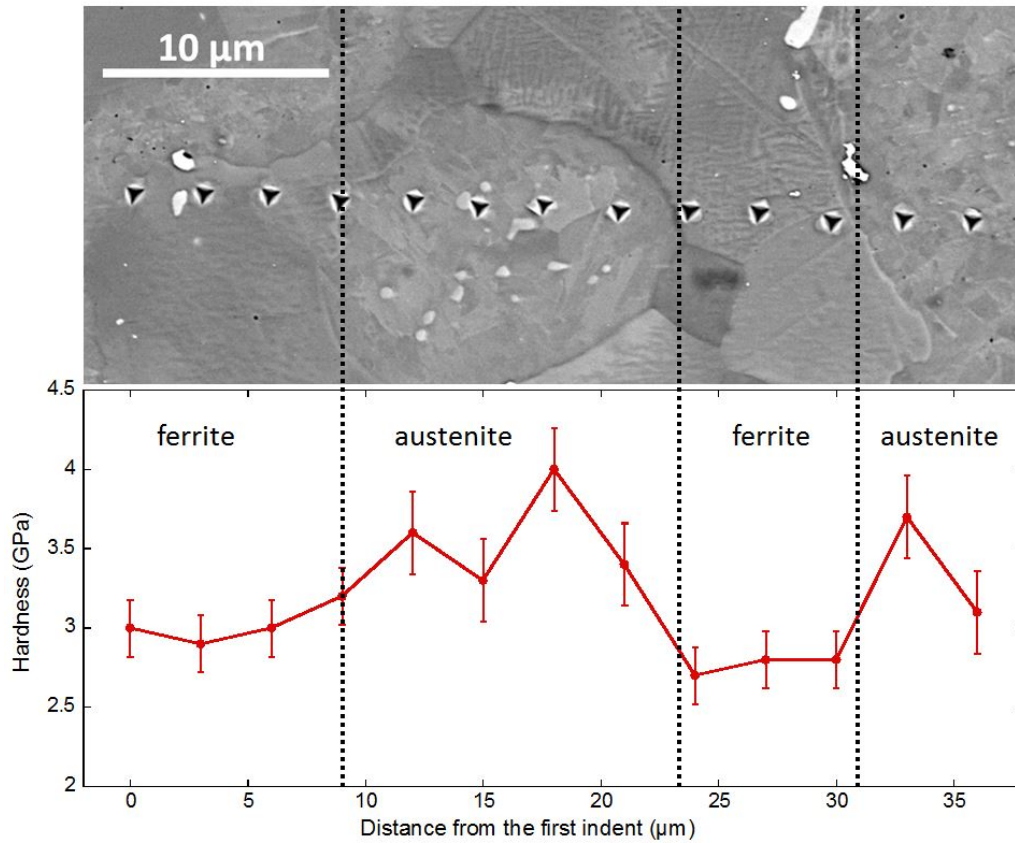 10 μm
4.5
ferrite austenite ferrite austenite
4
3.5
3
2.5
2
Hardness (GPa)
0 5 10 15 20 25 30 35
Distance from the first indent (μm)